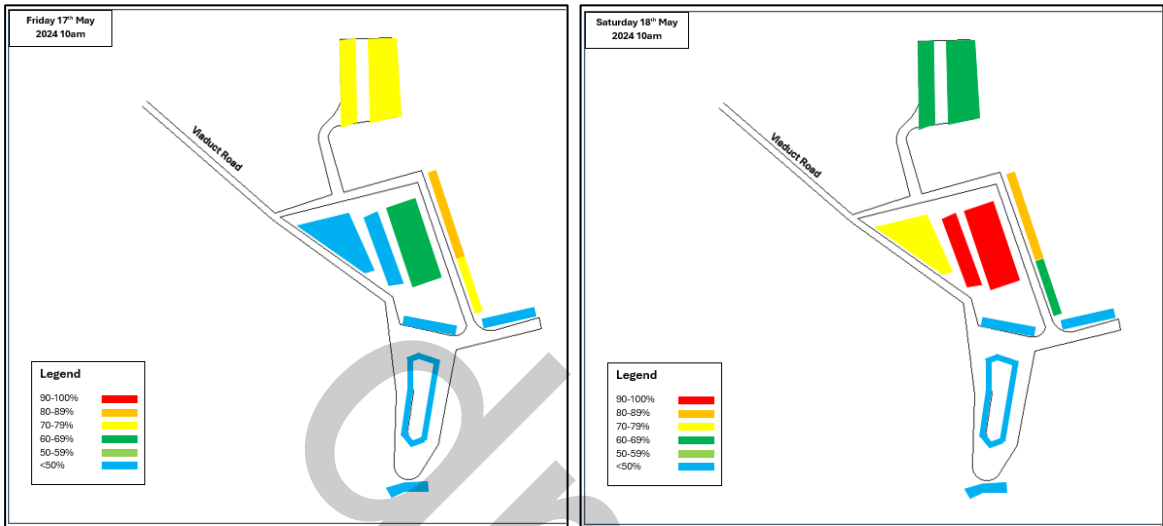 Friday 17th May
2024 10am
Viaduct Road
Legend
90-100%
80-89%
70-79%
60-69%
50-59%
<50%
Saturday 18th May
2024 10am
Viaduct Road
Legend
90-100%
80-89%
70-79%
60-69%
50-59%
<50%